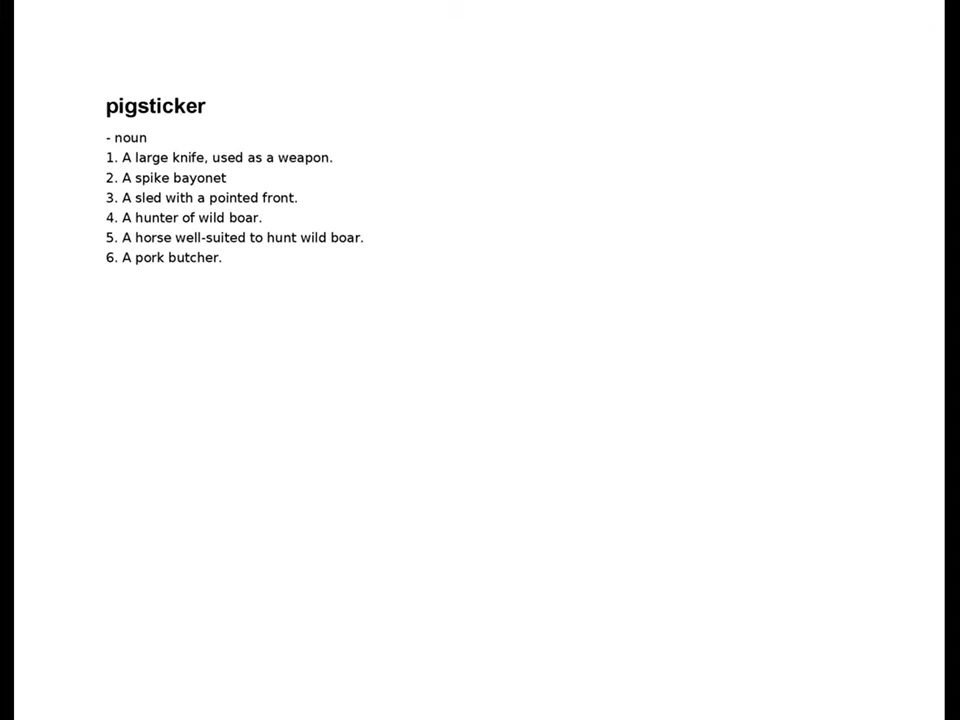 pigsticker
- noun
1. A large knife, used as a weapon.
2. A spike bayonet
3. A sled with a pointed front.
4. A hunter of wild boar.
5. A horse well-suited to hunt wild boar.
6. A pork butcher.